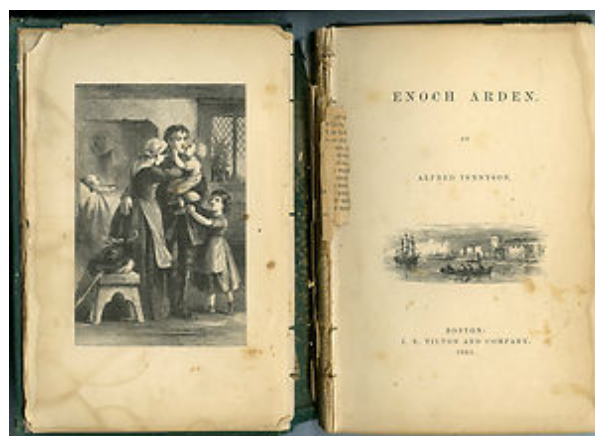 ENOCH ARDEN.
BY
ALFRED TENNYSON.
BOSTON:
J. E. TILTON AND COMPANY.